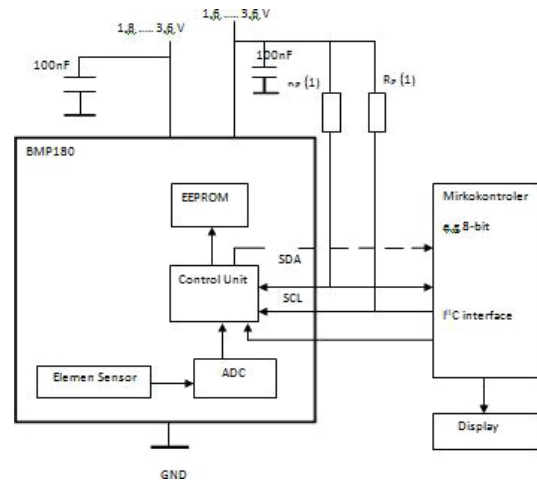 1.8 ..... 3.6 V
1.6 .... 3.6 V
100nF
100nF
(1)
(1)
BMP180
EEPROM
Control Unit
SDA
SCL
Elemen Sensor
ADC
GND
Mirkokontroler
e.g 8-bit
I²C interface
Display